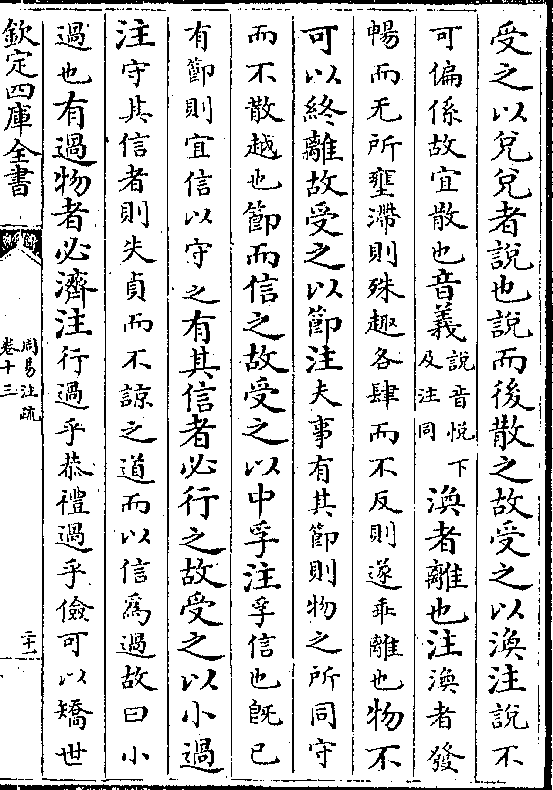 受之以兌兌者說也說而後散之故受之以渙注說不
可偏係故宜散也音義說音悅下及注同渙者離也注渙者發
暢而无所壅滯則殊趣各肆而不反則遂乖離也物不
可以終離故受之以節注夫事有其節則物之所同守
而不散越也節而信之故受之以中孚注孚信也旣已
有節則宜信以守之有其信者必行之故受之以小過
注守其信者則失貞而不諒之道而以信爲過故曰小
過也有過物者必濟注行過乎恭禮過乎儉可以矯世
欽定四庫全書
周易注疏
卷十三
二十一